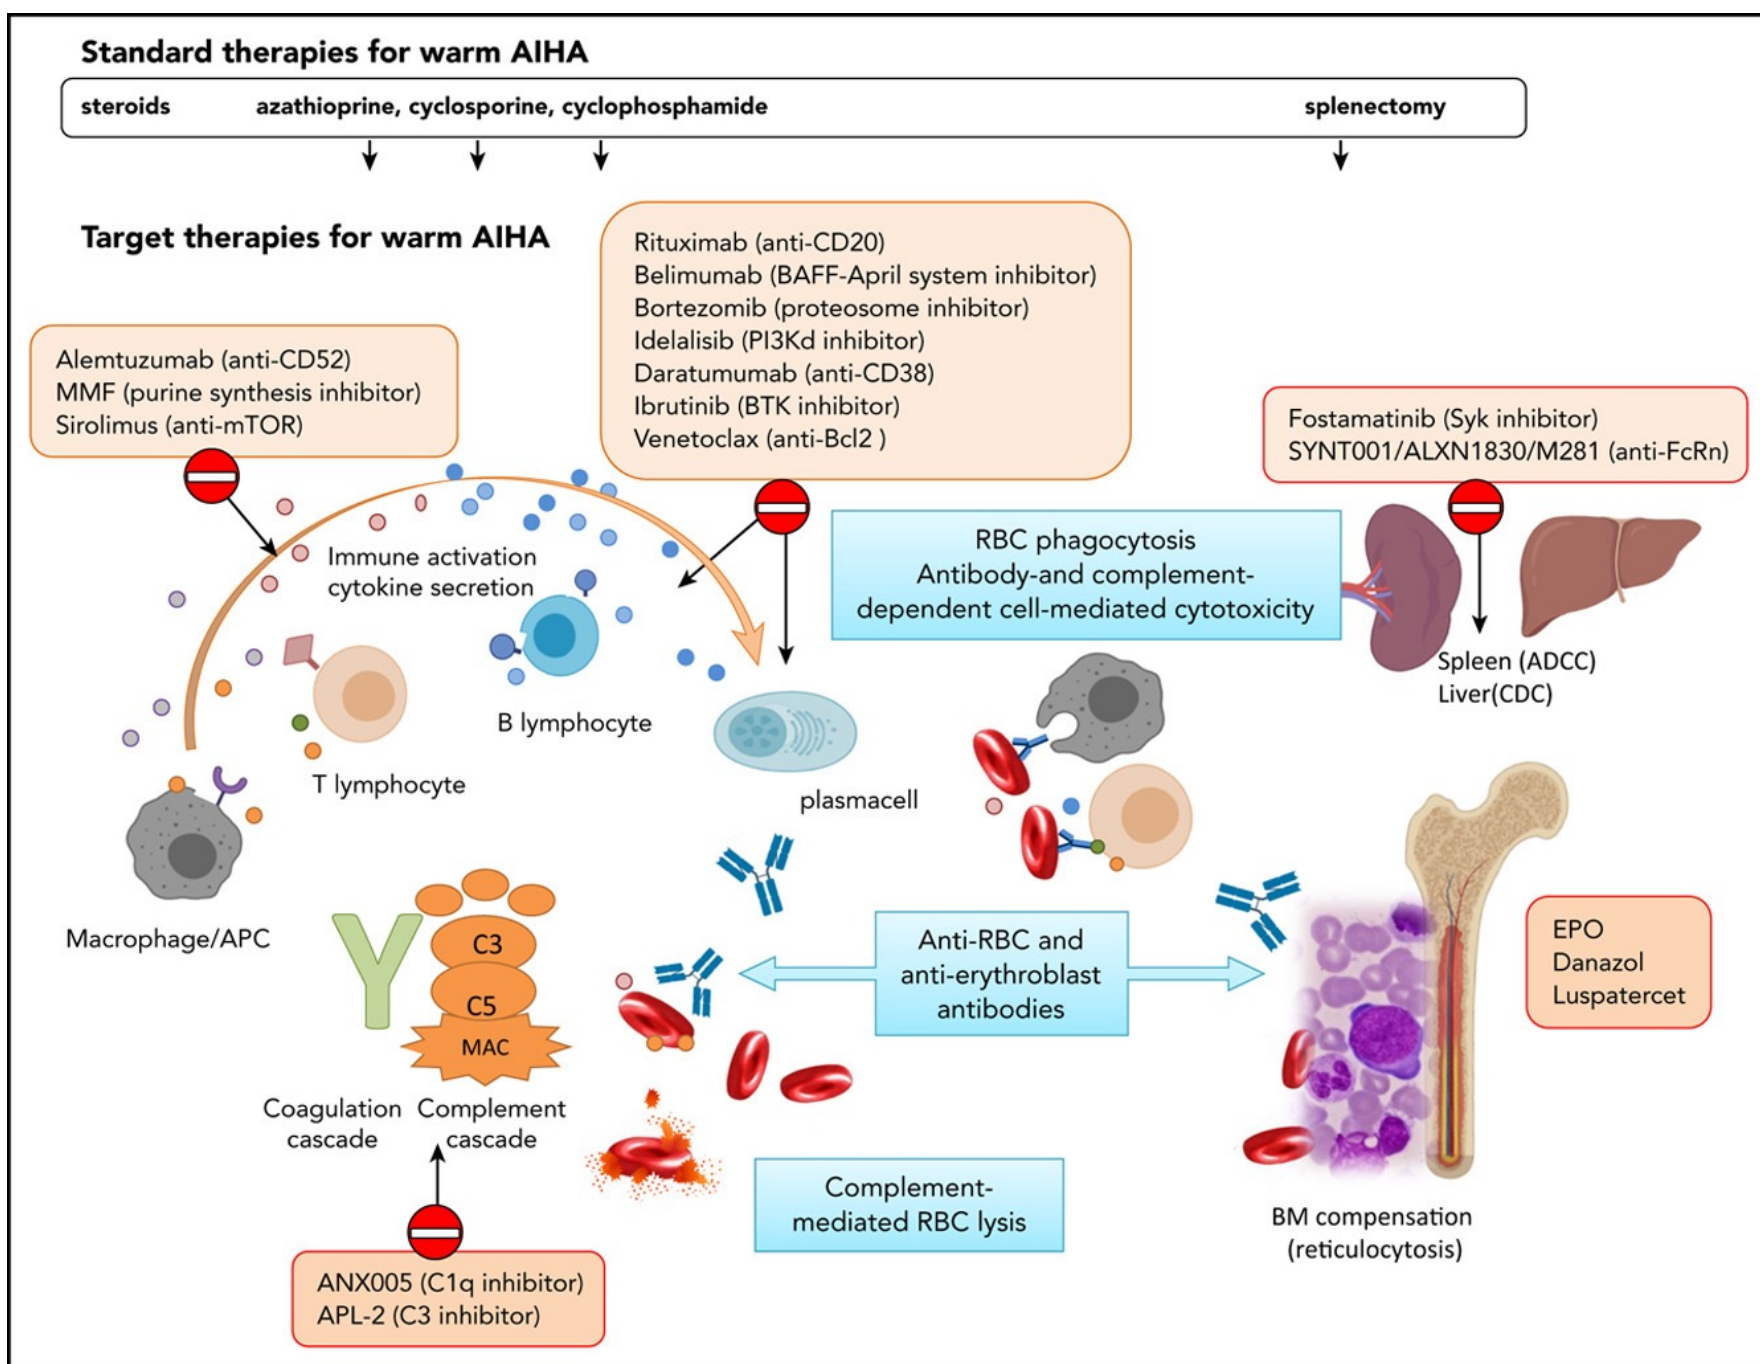 Standard therapies for warm AIHA
steroids azathioprine, cyclosporine, cyclophosphamide splenectomy
Target therapies for warm AIHA
Rituximab (anti-CD20)
Belimumab (BAFF-April system inhibitor)
Bortezomib (proteosome inhibitor)
Idelalisib (PI3Kd inhibitor)
Daratumumab (anti-CD38)
Ibrutinib (BTK inhibitor)
Venetoclax (anti-Bcl2 )
Alemtuzumab (anti-CD52)
MMF (purine synthesis inhibitor)
Sirolimus (anti-mTOR)
Fostamatinib (Syk inhibitor)
SYNT001/ALXN1830/M281 (anti-FcRn)
Immune activation
cytokine secretion
RBC phagocytosis
Antibody-and complement-
dependent cell-mediated cytotoxicity
Spleen (ADCC)
Liver(CDC)
B lymphocyte
T lymphocyte
plasmacell
Macrophage/APC
C3
C5
MAC
Coagulation
cascade
Complement
cascade
Anti-RBC and
anti-erythroblast
antibodies
EPO
Danazol
Luspatercet
Complement-
mediated RBC lysis
BM compensation
(reticulocytosis)
ANX005 (C1q inhibitor)
APL-2 (C3 inhibitor)